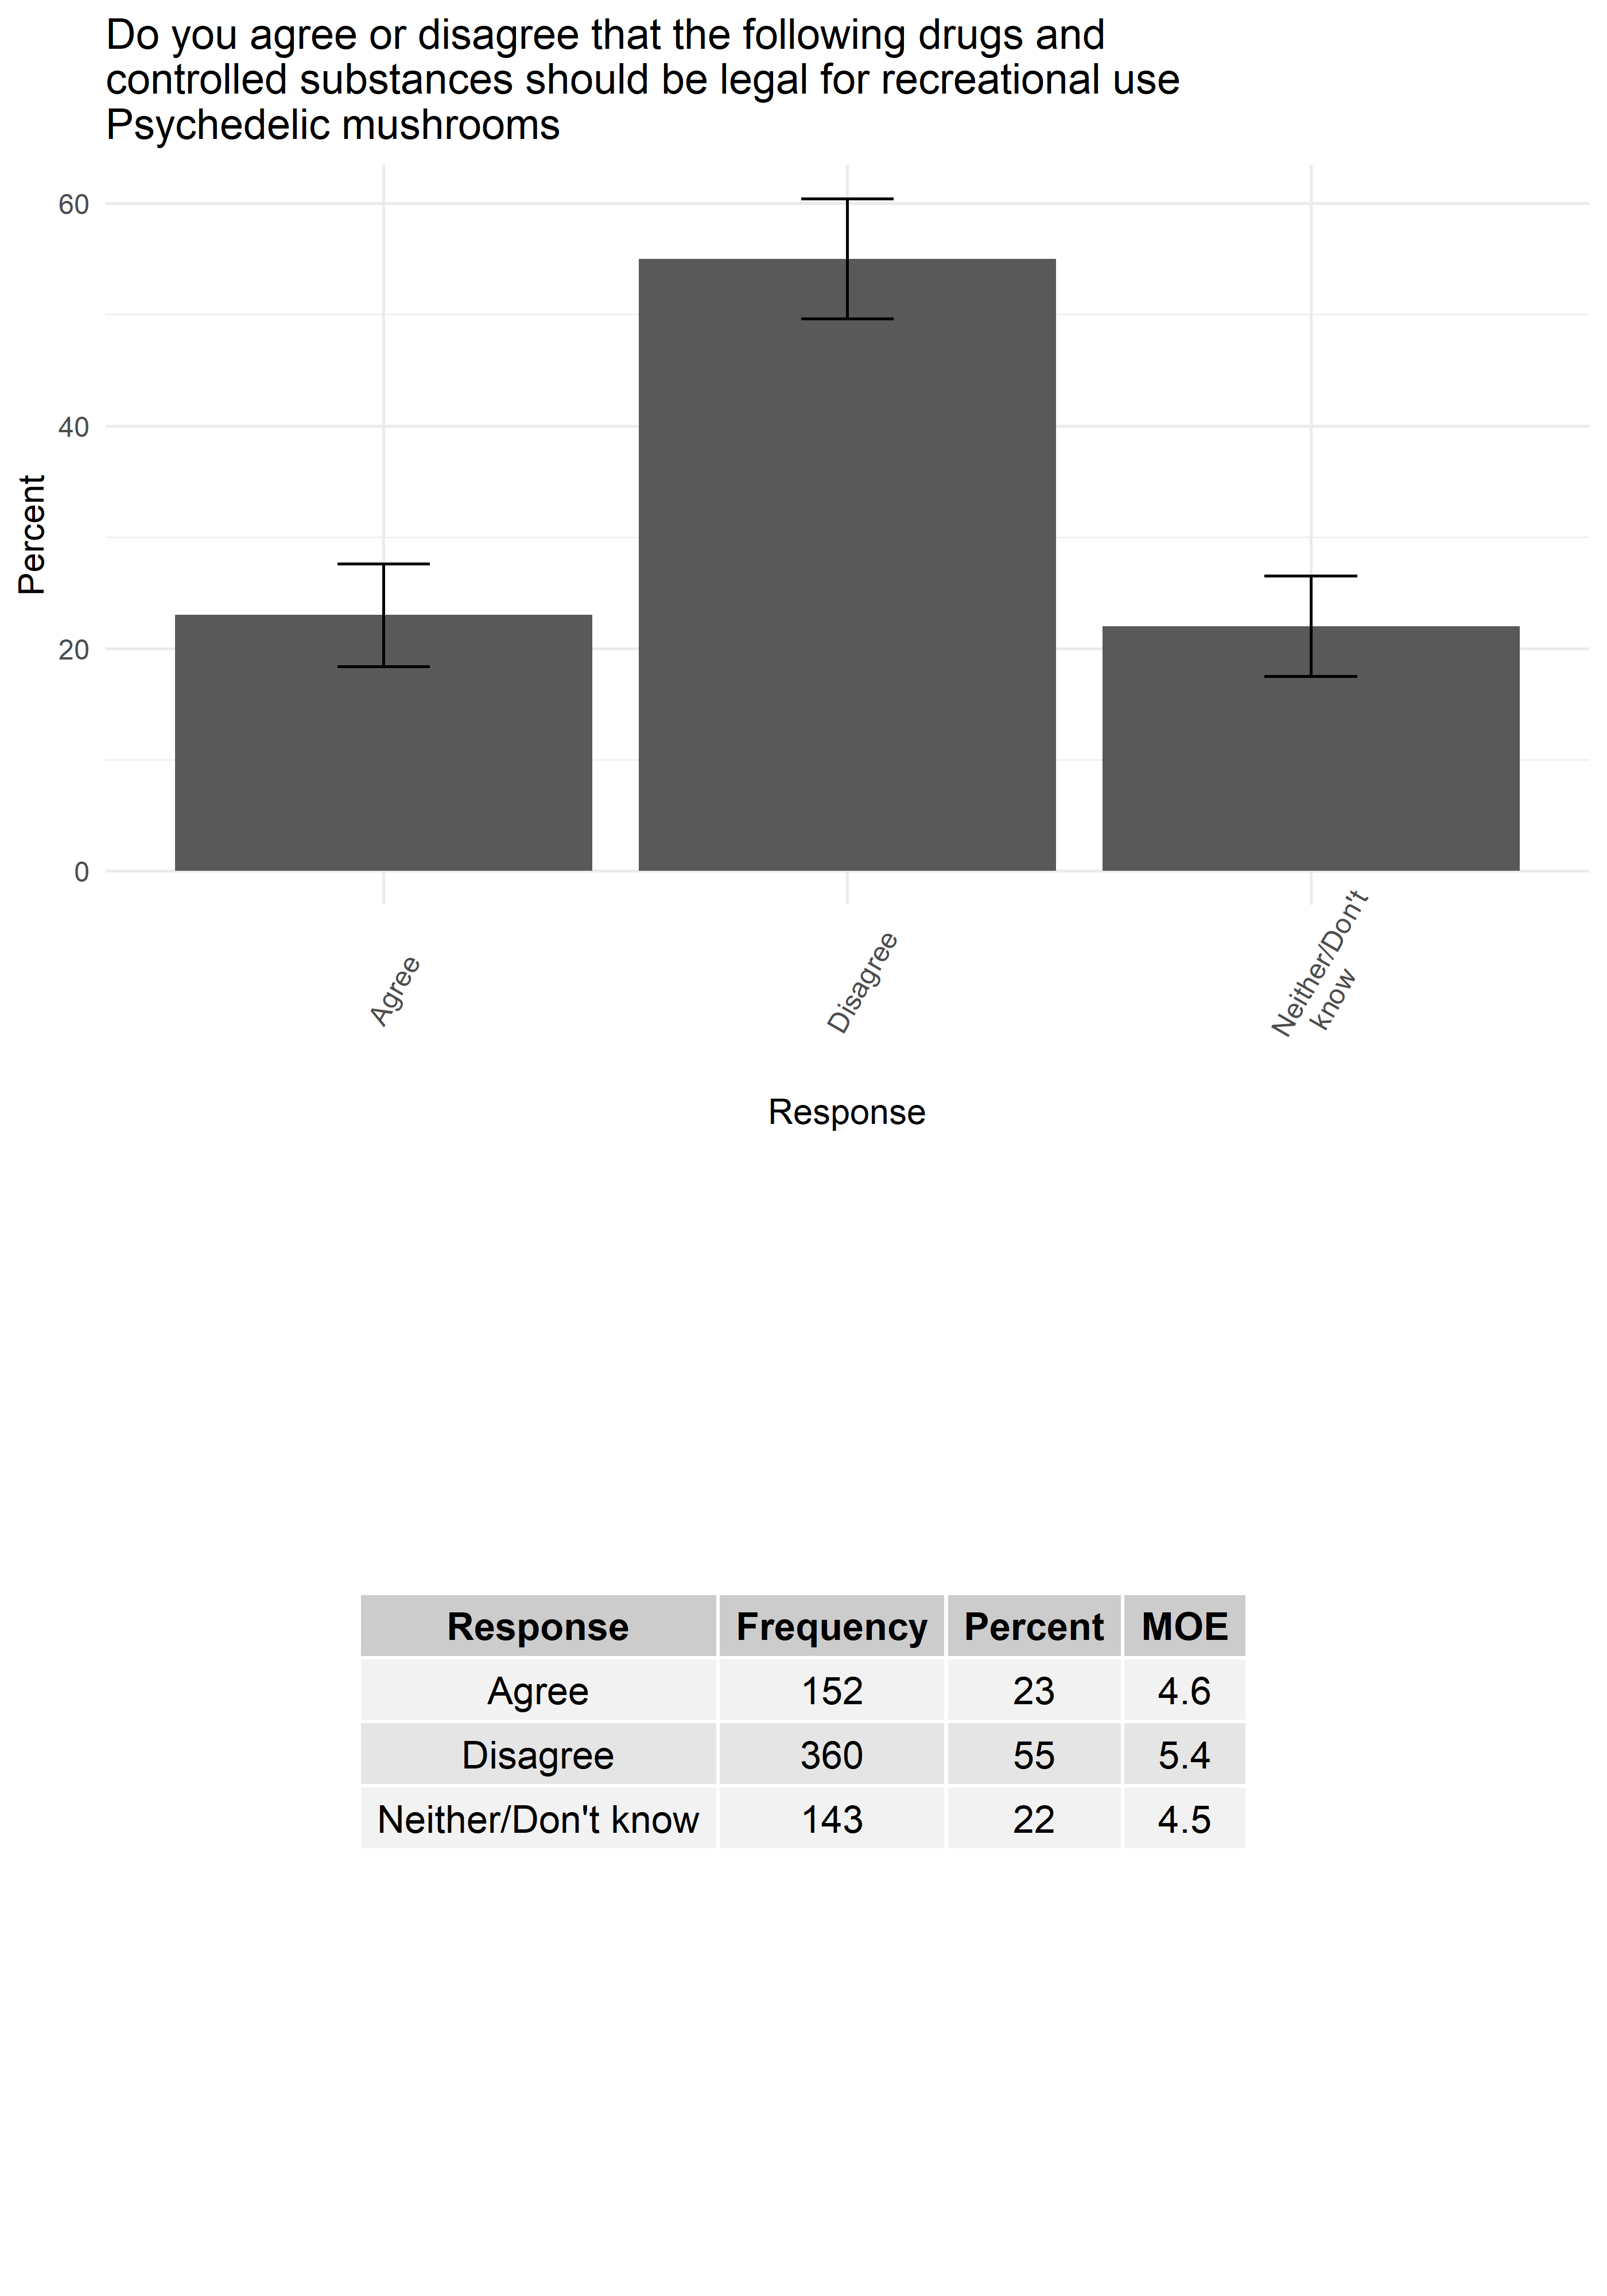 Do you agree or disagree that the following drugs and
controlled substances should be legal for recreational use
Psychedelic mushrooms
60
40
20
0
Percent
Agree
Disagree
Neither/Don't
know
Response
Response Frequency Percent MOE
Agree 152 23 4.6
Disagree 360 55 5.4
Neither/Don't know 143 22 4.5